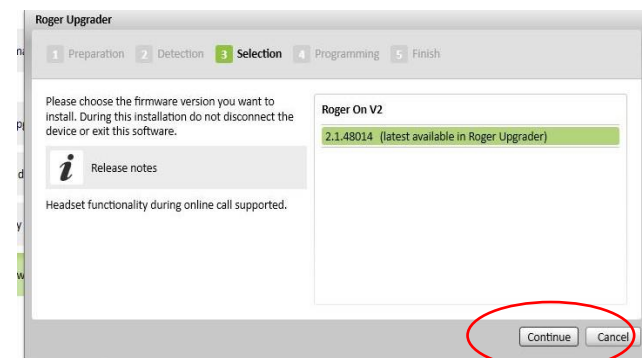 Roger Upgrader
1 Preparation 2 Detection 3 Selection 4 Programming 5 Finish
Please choose the firmware version you want to
install. During this installation do not disconnect the
device or exit this software.
i Release notes
Headset functionality during online call supported.
Roger On V2
2.1.48014 (latest available in Roger Upgrader)
Continue Cancel